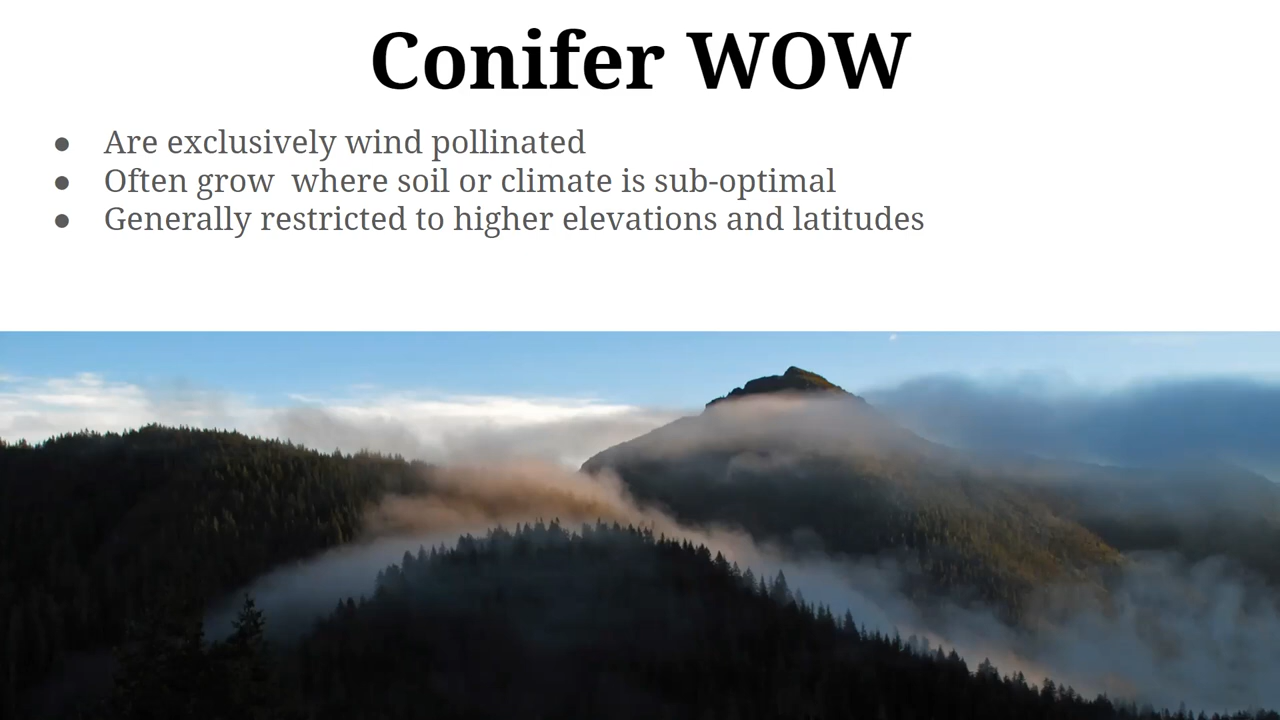 Conifer WOW
● Are exclusively wind pollinated
● Often grow  where soil or climate is sub-optimal
● Generally restricted to higher elevations and latitudes